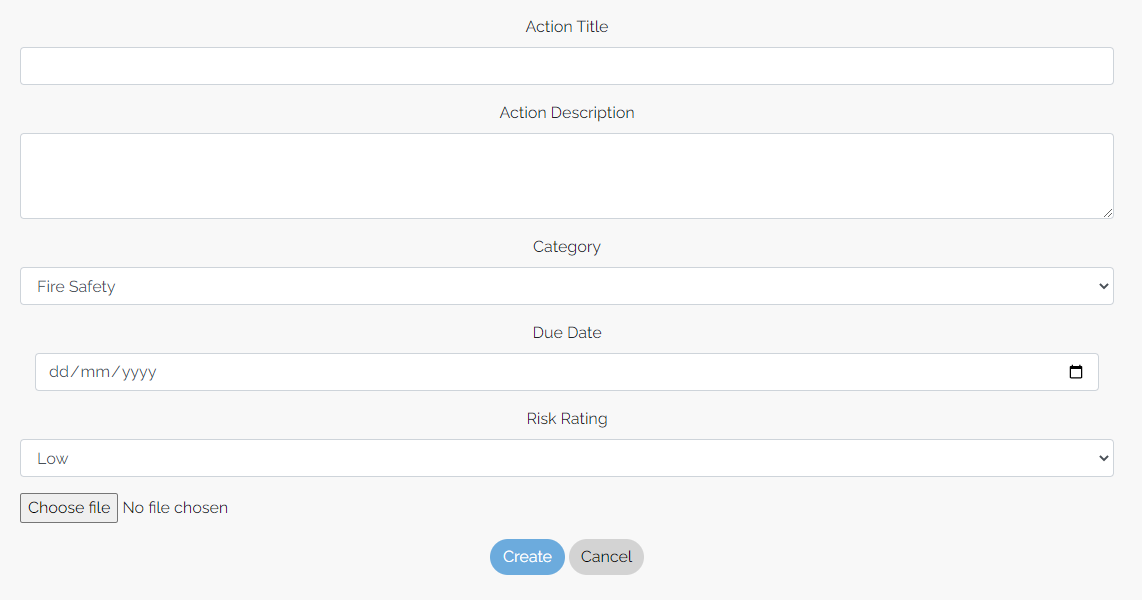 Action Title
Action Description
Category
Fire Safety
Due Date
dd/mm/yyyy
Risk Rating
Low
Choose file No file chosen
Create Cancel